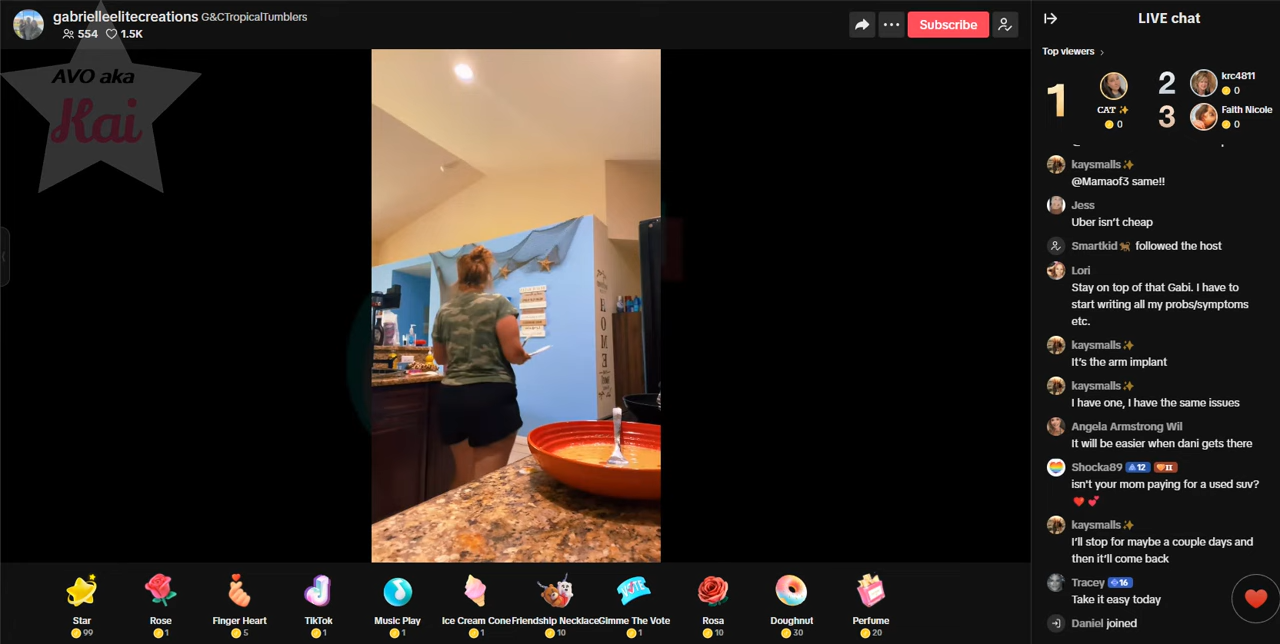 gabrielleelitecreations G&CTropicalTumblers
554 1.5K
Subscribe
AVO aka
Kai
HOME
LIVE chat
Top viewers
1
CAT
0
2
krc4811
0
3
Faith Nicole
0
kaysmalls
@Mamaof3 same!!
Jess
Uber isn't cheap
Smartkid followed the host
Lori
Stay on top of that Gabi. I have to
start writing all my probs/symptoms
etc.
kaysmalls
It's the arm implant
kaysmalls
I have one, I have the same issues
Angela Armstrong Wil
It will be easier when dani gets there
Shocka89 12 II
isn't your mom paying for a used suv?
kaysmalls
I'll stop for maybe a couple days and
then it'll come back
Tracey 16
Take it easy today
Daniel joined
Star
99
Rose
1
Finger Heart
5
TikTok
1
Music Play
1
Ice Cream Cone
1
Friendship Necklace
10
VOTE
Gimme The Vote
1
Rosa
10
Doughnut
30
Perfume
20